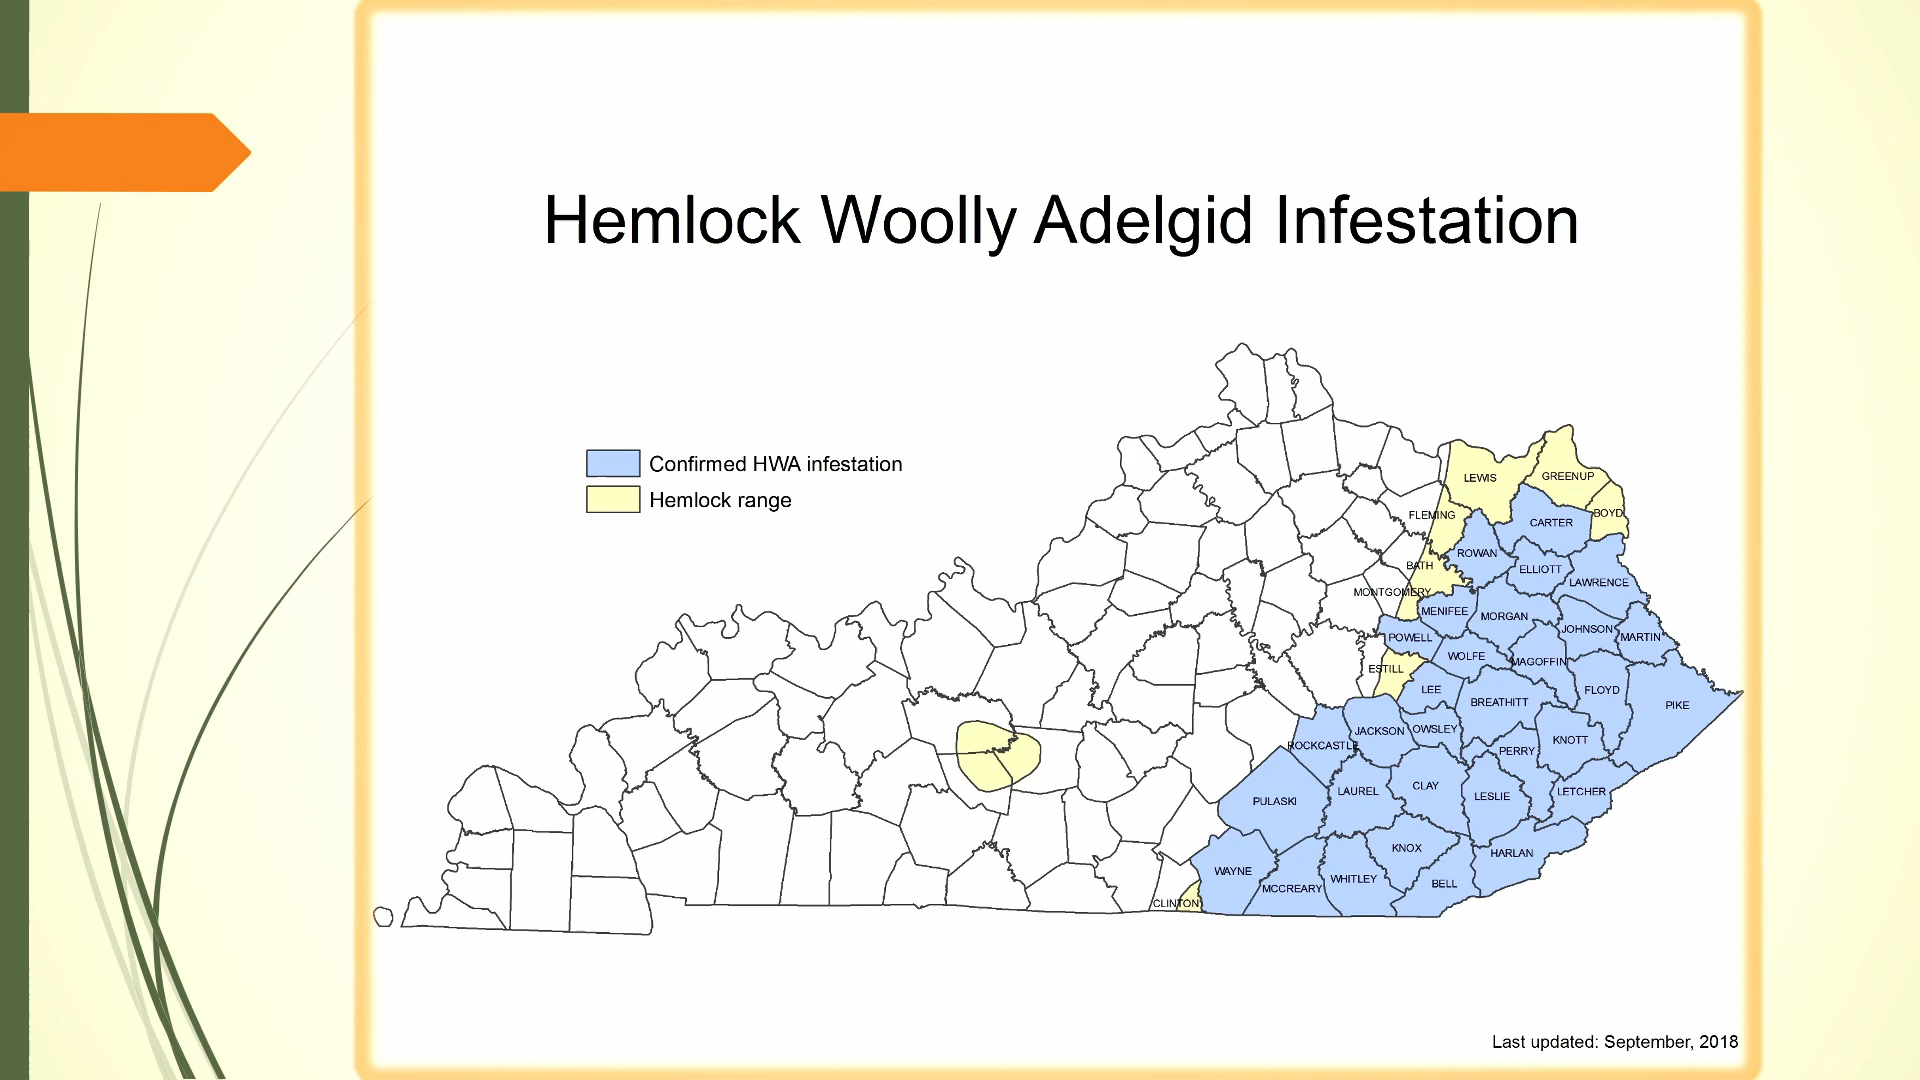 Hemlock Woolly Adelgid Infestation
Confirmed HWA infestation
Hemlock range
LEWIS
GREENUP
FLEMING
BOYD
CARTER
ROWAN
BATH
ELLIOTT
LAWRENCE
MONTGOMERY
MENIFEE
MORGAN
JOHNSON
MARTIN
POWELL
WOLFE
MAGOFFIN
ESTILL
LEE
FLOYD
BREATHITT
PIKE
JACKSON
OWSLEY
KNOTT
ROCKCASTLE
PERRY
CLAY
LAUREL
LETCHER
LESLIE
PULASKI
KNOX
HARLAN
WAYNE
WHITLEY
BELL
MCCREARY
CLINTON
Last updated: September, 2018